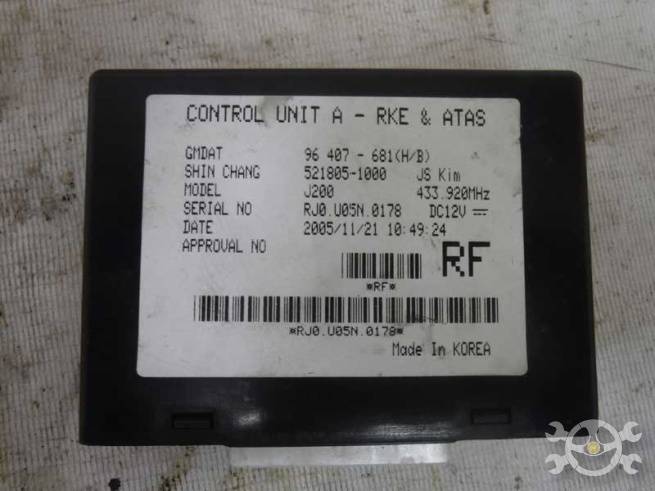 CONTROL UNIT A - RKE & ATAS
GMDAT 96 407 - 681(H/B)
SHIN CHANG 521805-1000 JS Kim
MODEL J200 433.920MHz
SERIAL NO RJ0.U05N.0178 DC12V ⎓
DATE 2005/11/21 10:49:24
APPROVAL NO
RF
*RF*
*RJ0.U05N.0178*
Made In KOREA